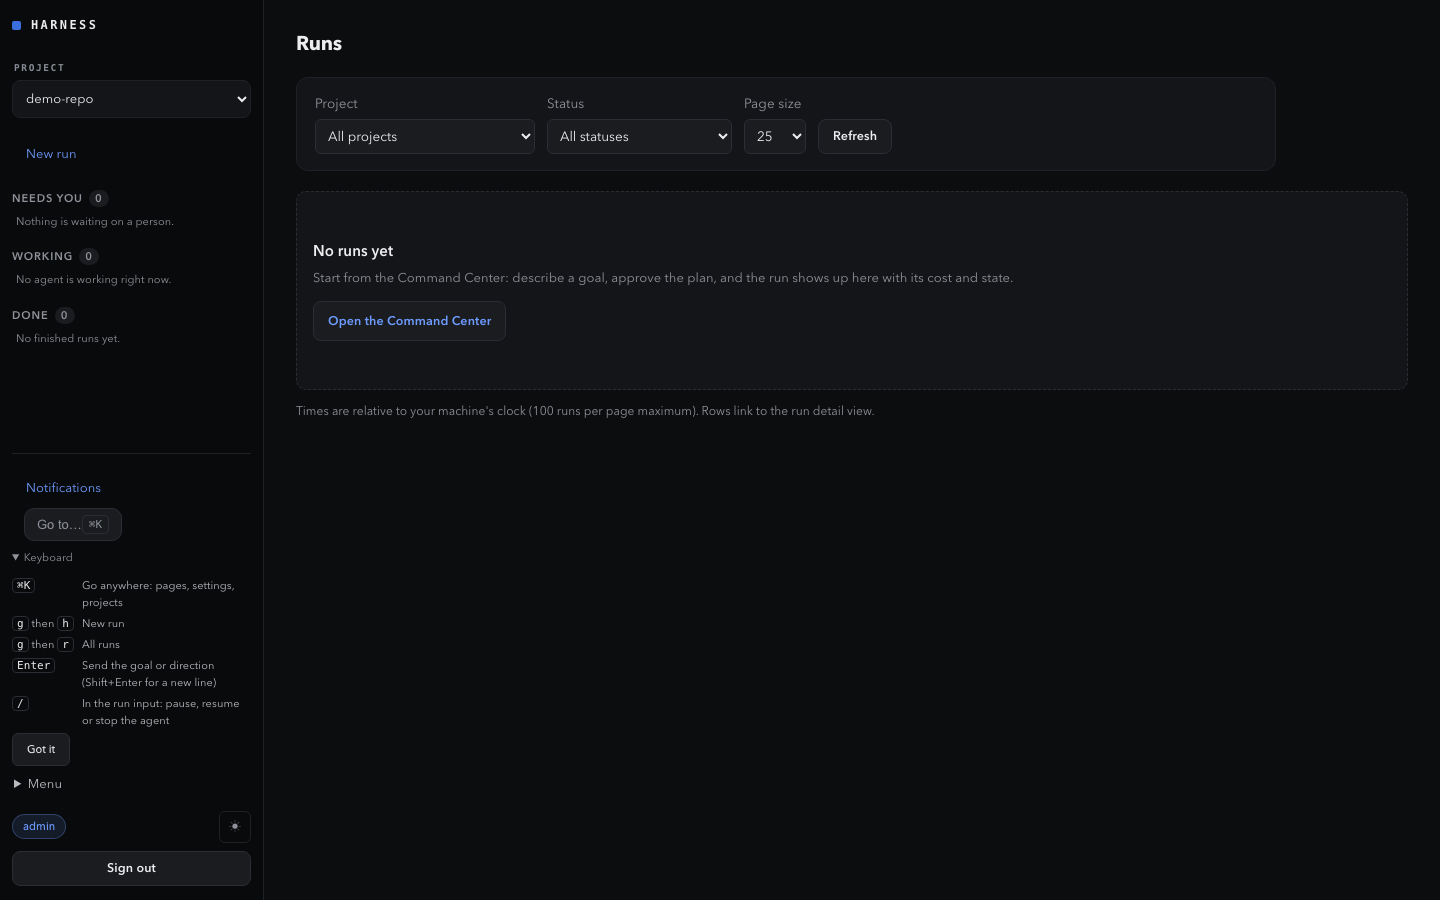 HARNESS
PROJECT
demo-repo
New run
NEEDS YOU 0
Nothing is waiting on a person.
WORKING 0
No agent is working right now.
DONE 0
No finished runs yet.
Notifications
Go to… ⌘K
Keyboard
⌘K Go anywhere: pages, settings,
projects
g then h New run
g then r All runs
Enter Send the goal or direction
(Shift+Enter for a new line)
/ In the run input: pause, resume
or stop the agent
Got it
Menu
admin
Sign out
Runs
Project Status Page size
All projects All statuses 25 Refresh
No runs yet
Start from the Command Center: describe a goal, approve the plan, and the run shows up here with its cost and state.
Open the Command Center
Times are relative to your machine's clock (100 runs per page maximum). Rows link to the run detail view.